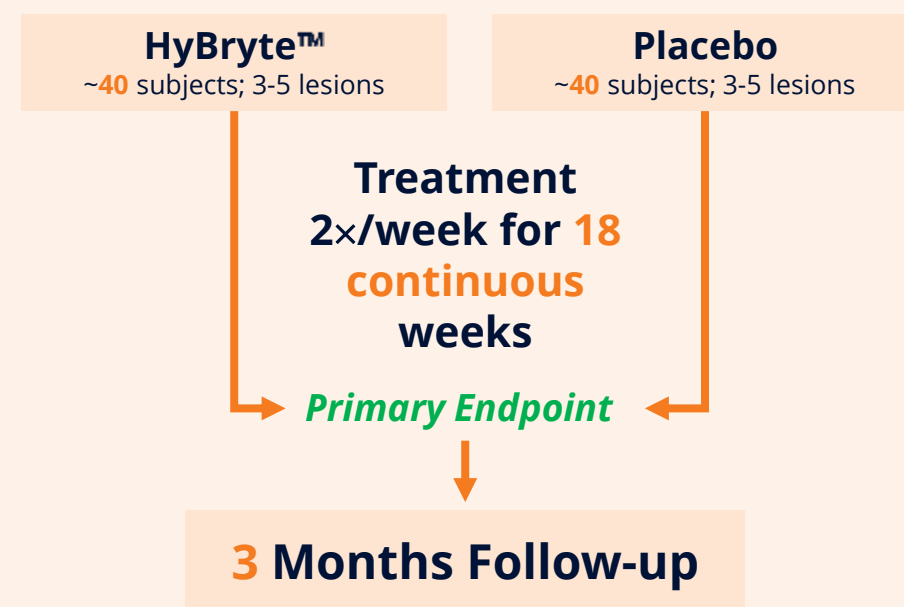 HyBryte™
~40 subjects; 3-5 lesions
Placebo
~40 subjects; 3-5 lesions
Treatment
2×/week for 18
continuous
weeks
Primary Endpoint
3 Months Follow-up